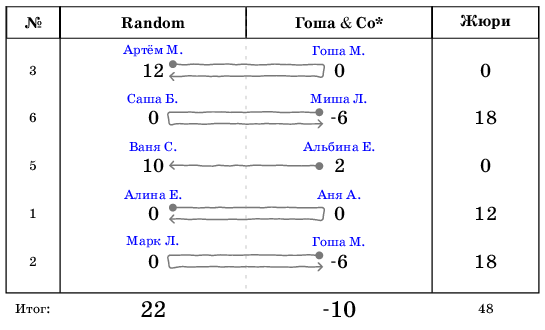 № Random Гоша & Co* Жюри
Артём М. Гоша М.
3 12 0 0
Саша Б. Миша Л.
6 0 -6 18
Ваня С. Альбина Е.
5 10 2 0
Алина Е. Аня А.
1 0 0 12
Марк Л. Гоша М.
2 0 -6 18
Итог: 22 -10 48